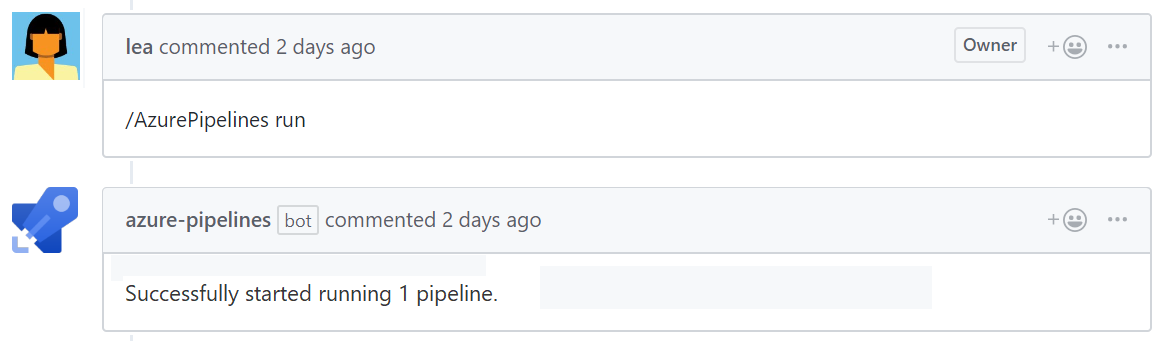 lea commented 2 days ago
Owner
/AzurePipelines run
azure-pipelines bot commented 2 days ago
Successfully started running 1 pipeline.